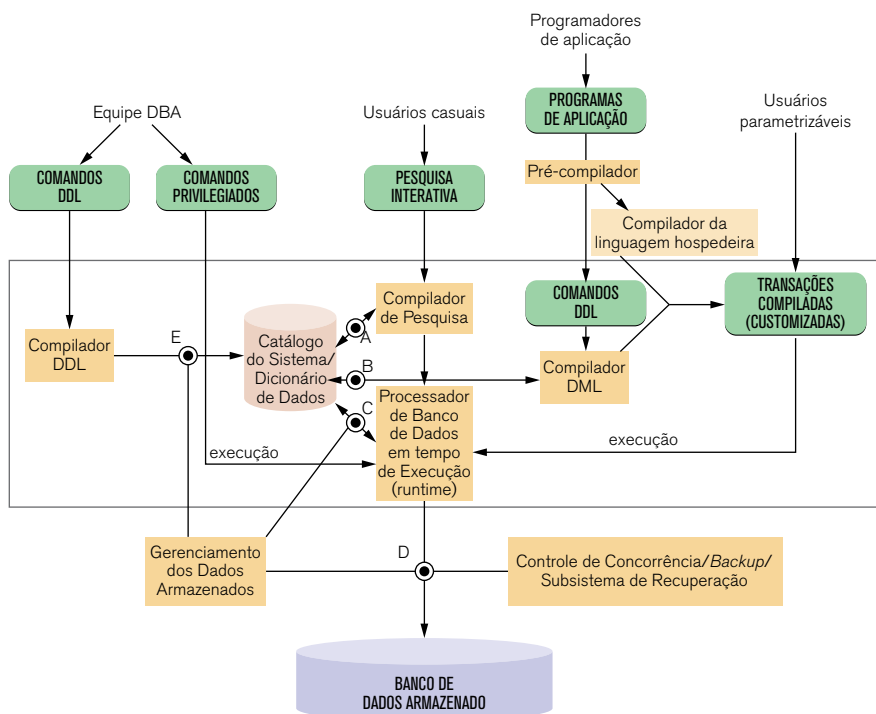 Programadores
de aplicação
Equipe DBA
Usuários casuais
PROGRAMAS
DE APLICAÇÃO
Usuários
parametrizáveis
COMANDOS
DDL
COMANDOS
PRIVILEGIADOS
PESQUISA
INTERATIVA
Pré-compilador
Compilador da
linguagem hospedeira
Compilador
de Pesquisa
COMANDOS
DDL
TRANSAÇÕES
COMPILADAS
(CUSTOMIZADAS)
Compilador
DDL
E
Catálogo
do Sistema/
Dicionário
de Dados
A
B
C
Compilador
DML
Processador
de Banco
de Dados
em tempo
de Execução
(runtime)
execução
execução
Gerenciamento
dos Dados
Armazenados
D
Controle de Concorrência/Backup/
Subsistema de Recuperação
BANCO DE
DADOS ARMAZENADO